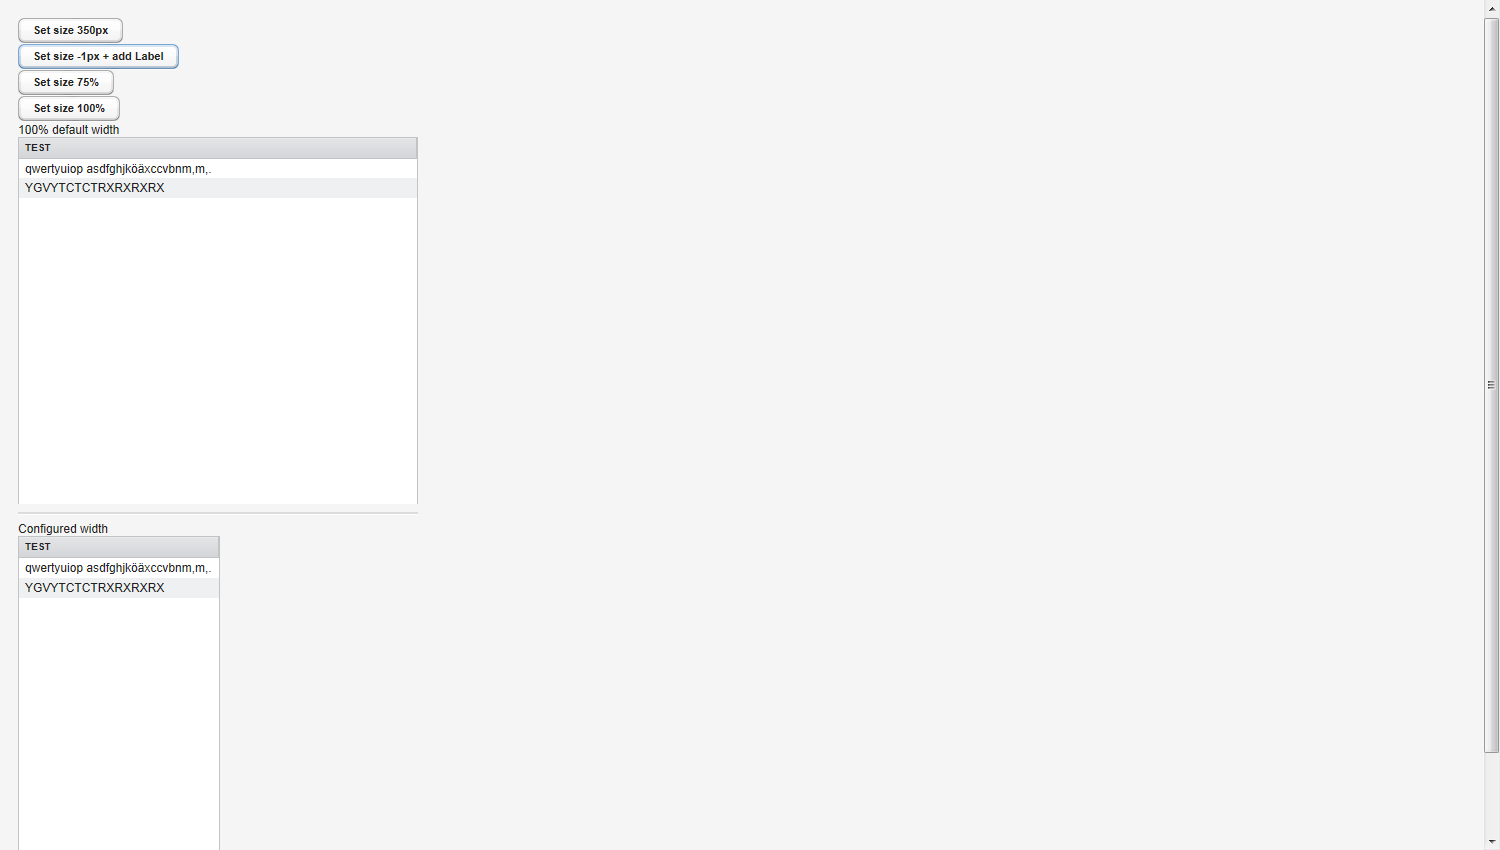 Set size 350px
Set size -1px + add Label
Set size 75%
Set size 100%
100% default width
TEST
qwertyuiop asdfghjköäxccvbnm,m,.
YGVYTCTCTRXRXRXRX
Configured width
TEST
qwertyuiop asdfghjköäxccvbnm,m,.
YGVYTCTCTRXRXRXRX